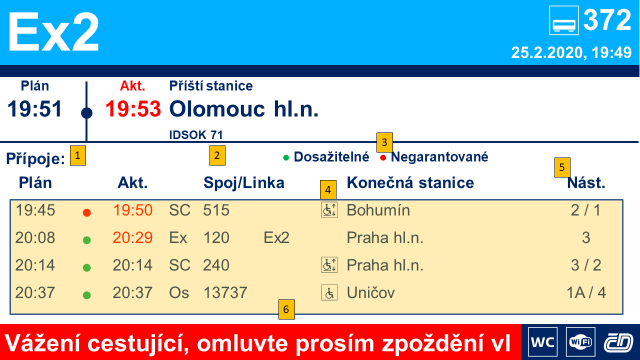 Ex2
372
25.2.2020, 19:49
Plán Akt. Příští stanice
19:51 19:53 Olomouc hl.n.
IDSOK 71
Přípoje: 1 2 3 Dosažitelné Negarantované
Plán Akt. Spoj/Linka 4 Konečná stanice 5 Nást.
19:45 19:50 SC 515 Bohumín 2 / 1
20:08 20:29 Ex 120 Ex2 Praha hl.n. 3
20:14 20:14 SC 240 Praha hl.n. 3 / 2
20:37 20:37 Os 13737 Uničov 1A / 4
6
Vážení cestující, omluvte prosím zpoždění vl WC WiFi ČD